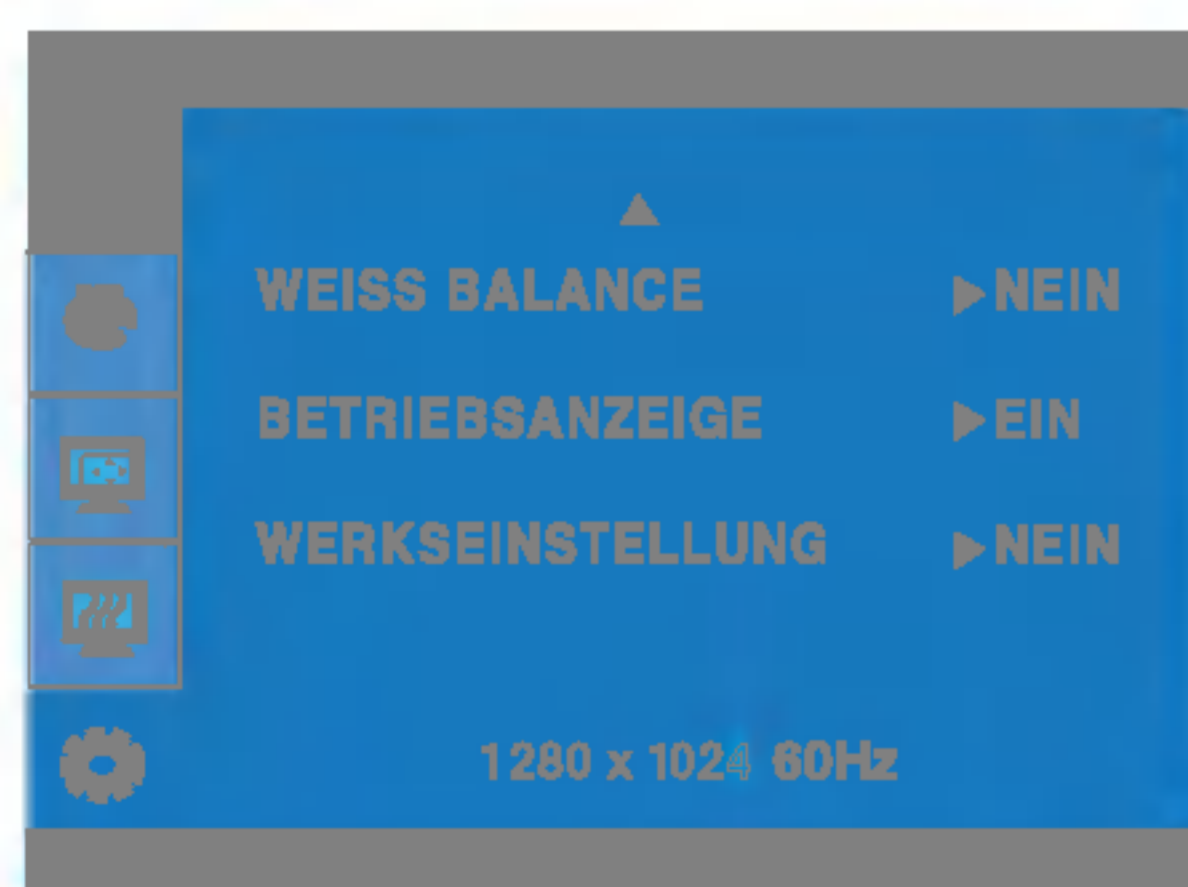 WEISS BALANCE ▶NEIN
BETRIEBSANZEIGE ▶EIN
WERKSEINSTELLUNG ▶NEIN
1280 x 1024 60Hz